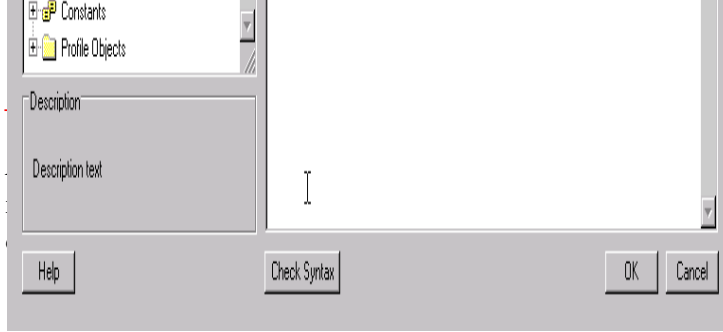 Constants
Profile Objects
Description
Description text
Help
Check Syntax
OK
Cancel